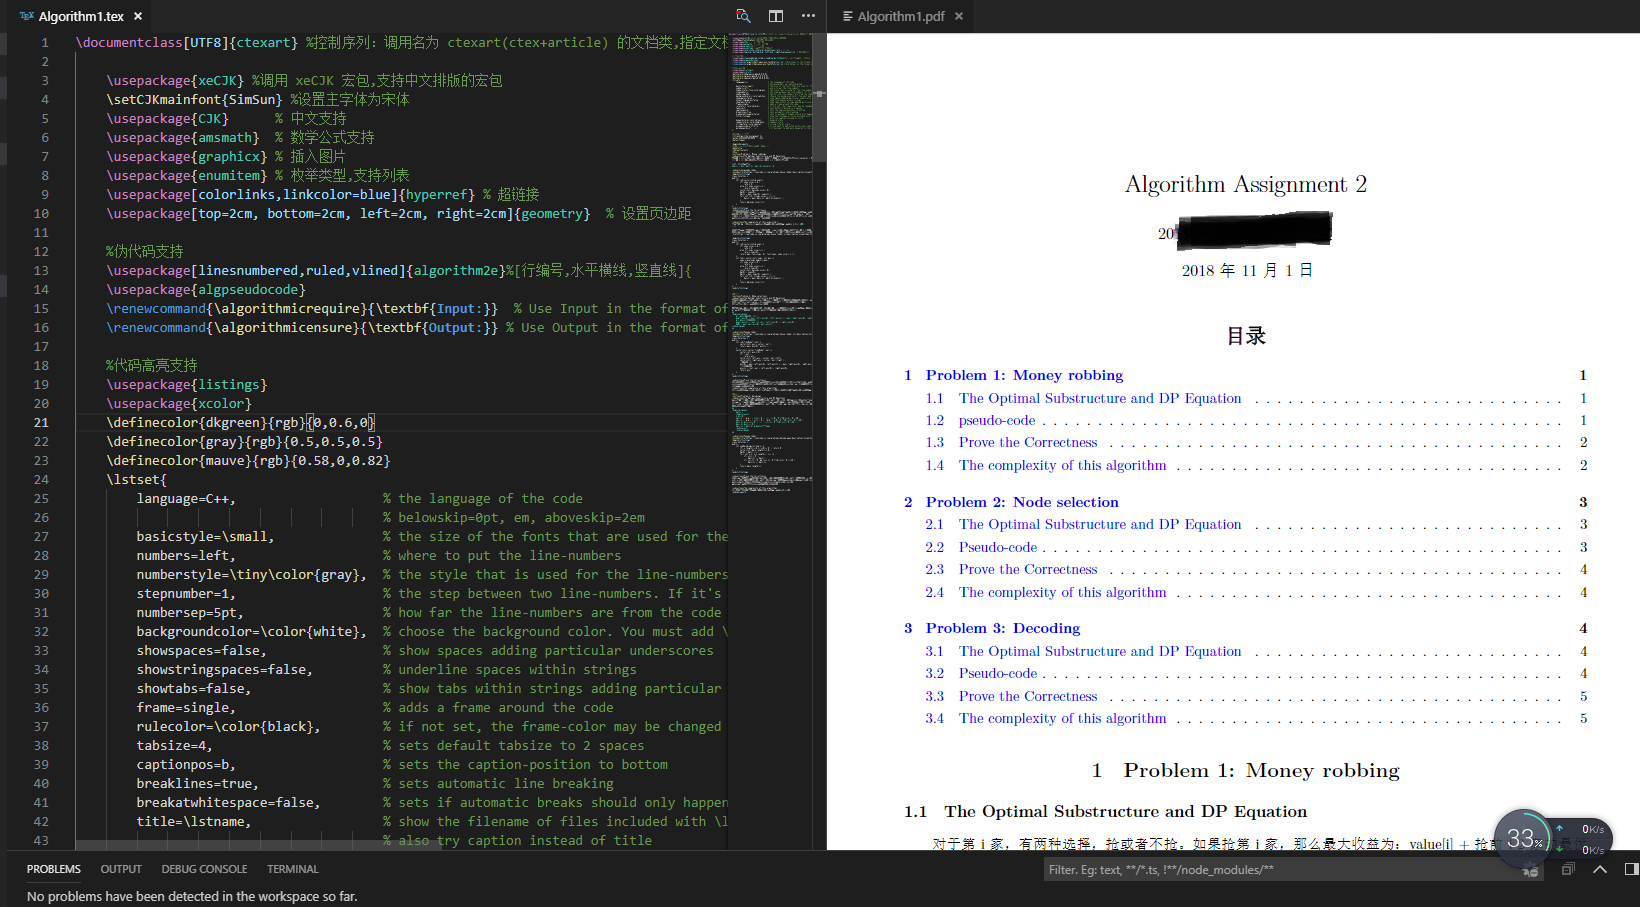 Algorithm1.tex
1 \documentclass[UTF8]{ctexart} %控制序列：调用名为 ctexart(ctex+article) 的文档类,指定文档
2
3 \usepackage{xeCJK} %调用 xeCJK 宏包,支持中文排版的宏包
4 \setCJKmainfont{SimSun} %设置主字体为宋体
5 \usepackage{CJK} % 中文支持
6 \usepackage{amsmath} % 数学公式支持
7 \usepackage{graphicx} % 插入图片
8 \usepackage{enumitem} % 枚举类型,支持列表
9 \usepackage[colorlinks,linkcolor=blue]{hyperref} % 超链接
10 \usepackage[top=2cm, bottom=2cm, left=2cm, right=2cm]{geometry} % 设置页边距
11
12 %伪代码支持
13 \usepackage[linesnumbered,ruled,vlined]{algorithm2e}%[行编号,水平横线,竖直线]{
14 \usepackage{algpseudocode}
15 \renewcommand{\algorithmicrequire}{\textbf{Input:}} % Use Input in the format of
16 \renewcommand{\algorithmicensure}{\textbf{Output:}} % Use Output in the format of
17
18 %代码高亮支持
19 \usepackage{listings}
20 \usepackage{xcolor}
21 \definecolor{dkgreen}{rgb}{0,0.6,0}
22 \definecolor{gray}{rgb}{0.5,0.5,0.5}
23 \definecolor{mauve}{rgb}{0.58,0,0.82}
24 \lstset{
25 language=C++, % the language of the code
26 % belowskip=0pt, em, aboveskip=2em
27 basicstyle=\small, % the size of the fonts that are used for the
28 numbers=left, % where to put the line-numbers
29 numberstyle=\tiny\color{gray}, % the style that is used for the line-numbers
30 stepnumber=1, % the step between two line-numbers. If it's
31 numbersep=5pt, % how far the line-numbers are from the code
32 backgroundcolor=\color{white}, % choose the background color. You must add \
33 showspaces=false, % show spaces adding particular underscores
34 showstringspaces=false, % underline spaces within strings
35 showtabs=false, % show tabs within strings adding particular
36 frame=single, % adds a frame around the code
37 rulecolor=\color{black}, % if not set, the frame-color may be changed
38 tabsize=4, % sets default tabsize to 2 spaces
39 captionpos=b, % sets the caption-position to bottom
40 breaklines=true, % sets automatic line breaking
41 breakatwhitespace=false, % sets if automatic breaks should only happen
42 title=\lstname, % show the filename of files included with \l
43 % also try caption instead of title
Algorithm1.pdf
Algorithm Assignment 2
20
2018 年 11 月 1 日
目录
1 Problem 1: Money robbing 1
1.1 The Optimal Substructure and DP Equation 1
1.2 pseudo-code 1
1.3 Prove the Correctness 2
1.4 The complexity of this algorithm 2
2 Problem 2: Node selection 3
2.1 The Optimal Substructure and DP Equation 3
2.2 Pseudo-code 3
2.3 Prove the Correctness 4
2.4 The complexity of this algorithm 4
3 Problem 3: Decoding 4
3.1 The Optimal Substructure and DP Equation 4
3.2 Pseudo-code 4
3.3 Prove the Correctness 5
3.4 The complexity of this algorithm 5
1 Problem 1: Money robbing
1.1 The Optimal Substructure and DP Equation
对于第 i 家，有两种选择，抢或者不抢。如果抢第 i 家，那么最大收益为：value[i] + 抢前
33%
0K/s
0K/s
PROBLEMS OUTPUT DEBUG CONSOLE TERMINAL
Filter. Eg: text, **/*.ts, !**/node_modules/**
No problems have been detected in the workspace so far.